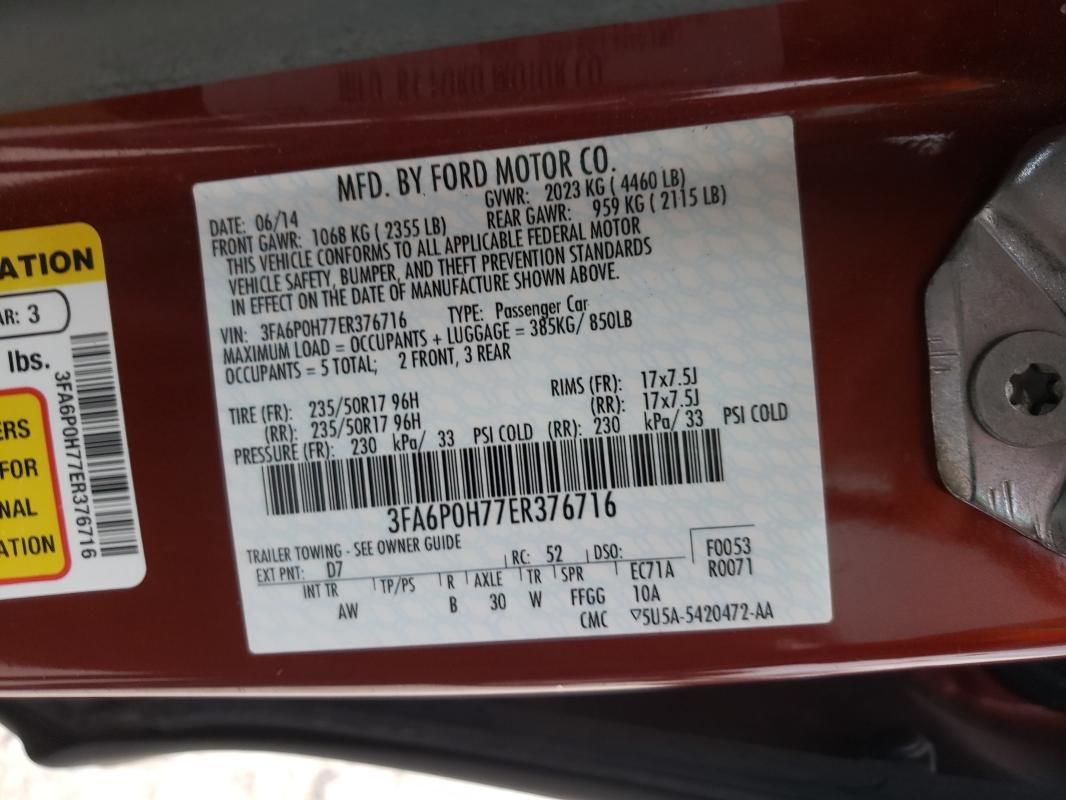 MFD. BY FORD MOTOR CO.
DATE: 06/14 GVWR: 2023 KG ( 4460 LB)
FRONT GAWR: 1068 KG ( 2355 LB) REAR GAWR: 959 KG ( 2115 LB)
THIS VEHICLE CONFORMS TO ALL APPLICABLE FEDERAL MOTOR
VEHICLE SAFETY, BUMPER, AND THEFT PREVENTION STANDARDS
IN EFFECT ON THE DATE OF MANUFACTURE SHOWN ABOVE.
VIN: 3FA6P0H77ER376716 TYPE: Passenger Car
MAXIMUM LOAD = OCCUPANTS + LUGGAGE = 385KG/ 850LB
OCCUPANTS = 5 TOTAL; 2 FRONT, 3 REAR
TIRE (FR): 235/50R17 96H RIMS (FR): 17x7.5J
(RR): 235/50R17 96H (RR): 17x7.5J
PRESSURE (FR): 230 kPa/ 33 PSI COLD (RR): 230 kPa/ 33 PSI COLD
3FA6P0H77ER376716
TRAILER TOWING - SEE OWNER GUIDE
EXT PNT: D7 RC: 52 DSO: F0053
INT TR TP/PS R AXLE TR SPR EC71A R0071
AW B 30 W FFGG 10A
CMC ▽5U5A-5420472-AA
ATION
AR: 3
lbs.
3FA6P0H77ER376716
ERS
FOR
NAL
ATION
MFD. BY FORD MOTOR CO